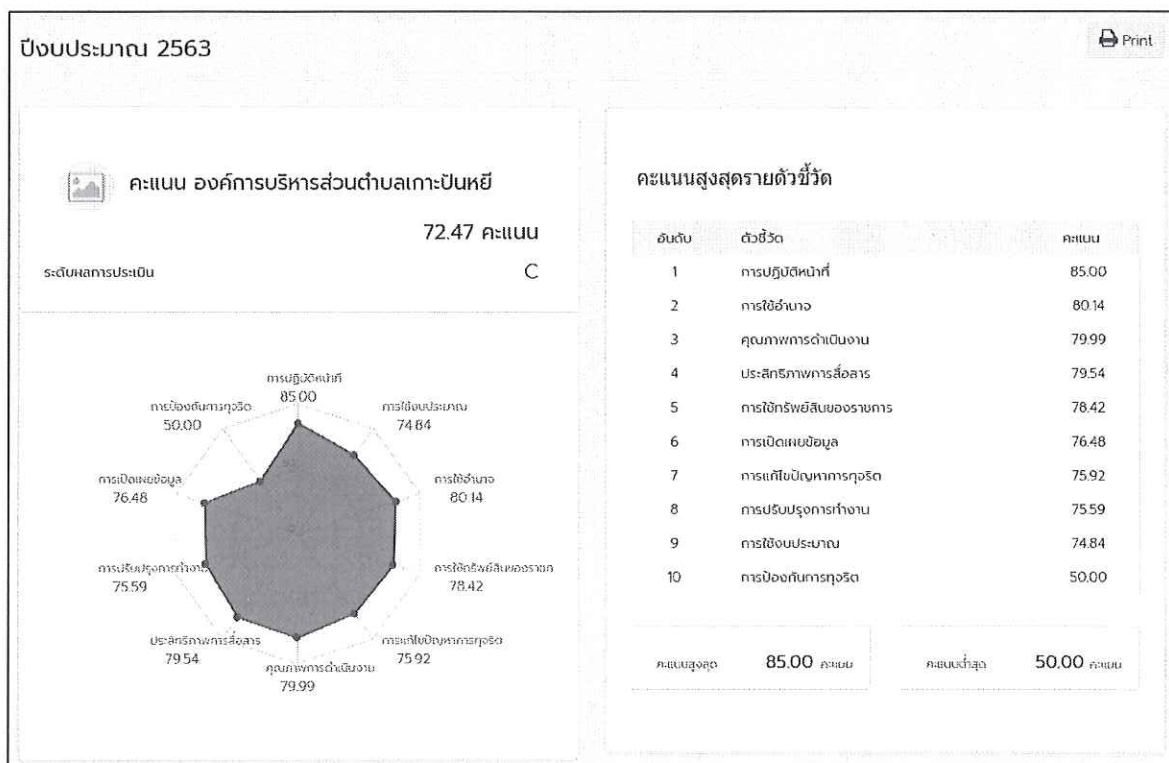 ปีงบประมาณ 2563
Print
คะแนน องค์การบริหารส่วนตำบลเกาะปันหยี
72.47 คะแนน
ระดับผลการประเมิน C
การปฏิบัติหน้าที่
85.00
การใช้งบประมาณ
74.84
การใช้อำนาจ
80.14
การใช้ทรัพย์สินของราชก
78.42
การแก้ไขปัญหาการทุจริต
75.92
คุณภาพการดำเนินงาน
79.99
ประสิทธิภาพการสื่อสาร
79.54
การปรับปรุงการทำงาน
75.59
การเปิดเผยข้อมูล
76.48
การป้องกันการทุจริต
50.00
คะแนนสูงสุดรายตัวชี้วัด
อันดับ ตัวชี้วัด คะแนน
1 การปฏิบัติหน้าที่ 85.00
2 การใช้อำนาจ 80.14
3 คุณภาพการดำเนินงาน 79.99
4 ประสิทธิภาพการสื่อสาร 79.54
5 การใช้ทรัพย์สินของราชการ 78.42
6 การเปิดเผยข้อมูล 76.48
7 การแก้ไขปัญหาการทุจริต 75.92
8 การปรับปรุงการทำงาน 75.59
9 การใช้งบประมาณ 74.84
10 การป้องกันการทุจริต 50.00
คะแนนสูงสุด 85.00 คะแนน
คะแนนต่ำสุด 50.00 คะแนน